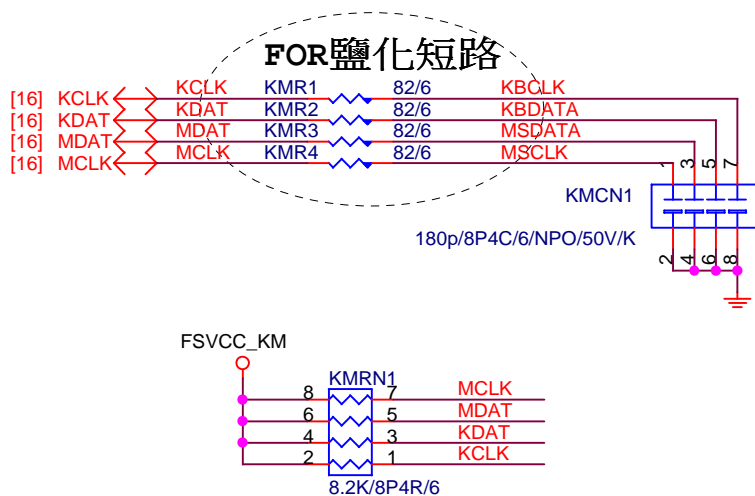 FOR鹽化短路
[16] KCLK KCLK KMR1 82/6 KBCLK
[16] KDAT KDAT KMR2 82/6 KBDATA
[16] MDAT MDAT KMR3 82/6 MSDATA
[16] MCLK MCLK KMR4 82/6 MSCLK
1 3 5 7
KMCN1
180p/8P4C/6/NPO/50V/K
2 4 6 8
FSVCC_KM
KMRN1
8 7 MCLK
6 5 MDAT
4 3 KDAT
2 1 KCLK
8.2K/8P4R/6